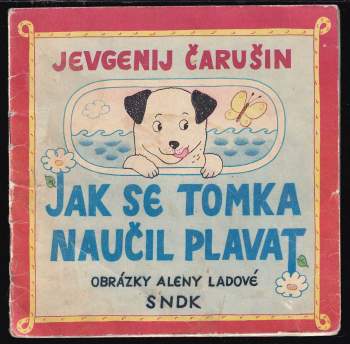 JEVGENIJ ČARUŠIN
JAK SE TOMKA
NAUČIL PLAVAT
OBRÁZKY ALENY LADOVÉ
SNDK